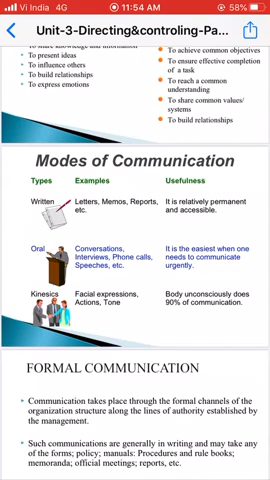 Vi India 4G 11:54 AM 58%
Unit-3-Directing&controling-Pa...
To share knowledge and information
To present ideas
To influence others
To build relationships
To express emotions
To achieve common objectives
To ensure effective completion
of a task
To reach a common
understanding
To share common values/
systems
To build relationships
Modes of Communication
Types Examples Usefulness
Written Letters, Memos, Reports, It is relatively permanent
etc. and accessible.
Oral Conversations, It is the easiest when one
Interviews, Phone calls, needs to communicate
Speeches, etc. urgently.
Kinesics Facial expressions, Body unconsciously does
Actions, Tone 90% of communication.
FORMAL COMMUNICATION
Communication takes place through the formal channels of the
organization structure along the lines of authority established by
the management.
Such communications are generally in writing and may take any
of the forms; policy; manuals: Procedures and rule books;
memoranda; official meetings; reports, etc.